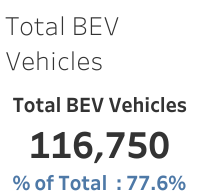 Total BEV
Vehicles
Total BEV Vehicles
116,750
% of Total : 77.6%